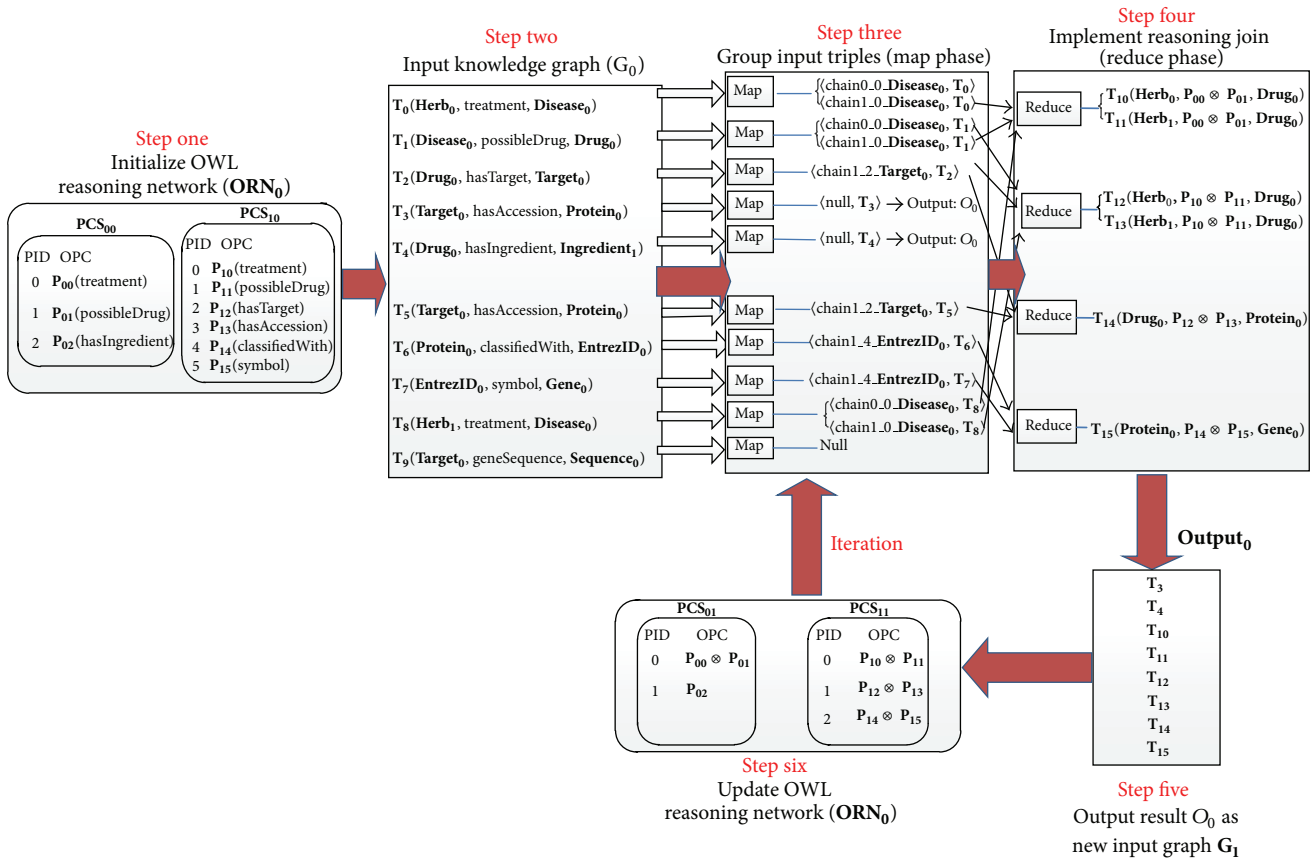 Step one
Initialize OWL
reasoning network (ORN₀)
PCS₀₀
PID OPC
0 P₀₀(treatment)
1 P₀₁(possibleDrug)
2 P₀₂(hasIngredient)
PCS₁₀
PID OPC
0 P₁₀(treatment)
1 P₁₁(possibleDrug)
2 P₁₂(hasTarget)
3 P₁₃(hasAccession)
4 P₁₄(classifiedWith)
5 P₁₅(symbol)
Step two
Input knowledge graph (G₀)
T₀(Herb₀, treatment, Disease₀)
T₁(Disease₀, possibleDrug, Drug₀)
T₂(Drug₀, hasTarget, Target₀)
T₃(Target₀, hasAccession, Protein₀)
T₄(Drug₀, hasIngredient, Ingredient₁)
T₅(Target₀, hasAccession, Protein₀)
T₆(Protein₀, classifiedWith, EntrezID₀)
T₇(EntrezID₀, symbol, Gene₀)
T₈(Herb₁, treatment, Disease₀)
T₉(Target₀, geneSequence, Sequence₀)
Step three
Group input triples (map phase)
Map
⟨chain0_0_Disease₀, T₀⟩
⟨chain1_0_Disease₀, T₀⟩
Map
⟨chain0_0_Disease₀, T₁⟩
⟨chain1_0_Disease₀, T₁⟩
Map
⟨chain1_2_Target₀, T₂⟩
Map
⟨null, T₃⟩ → Output: O₀
Map
⟨null, T₄⟩ → Output: O₀
Map
⟨chain1_2_Target₀, T₅⟩
Map
⟨chain1_4_EntrezID₀, T₆⟩
Map
⟨chain1_4_EntrezID₀, T₇⟩
Map
⟨chain0_0_Disease₀, T₈⟩
⟨chain1_0_Disease₀, T₈⟩
Map
Null
Step four
Implement reasoning join
(reduce phase)
Reduce
T₁₀(Herb₀, P₀₀ ⊗ P₀₁, Drug₀)
T₁₁(Herb₁, P₀₀ ⊗ P₀₁, Drug₀)
Reduce
T₁₂(Herb₀, P₁₀ ⊗ P₁₁, Drug₀)
T₁₃(Herb₁, P₁₀ ⊗ P₁₁, Drug₀)
Reduce
T₁₄(Drug₀, P₁₂ ⊗ P₁₃, Protein₀)
Reduce
T₁₅(Protein₀, P₁₄ ⊗ P₁₅, Gene₀)
Output₀
T₃
T₄
T₁₀
T₁₁
T₁₂
T₁₃
T₁₄
T₁₅
Step five
Output result O₀ as
new input graph G₁
Iteration
PCS₀₁
PID OPC
0 P₀₀ ⊗ P₀₁
1 P₀₂
PCS₁₁
PID OPC
0 P₁₀ ⊗ P₁₁
1 P₁₂ ⊗ P₁₃
2 P₁₄ ⊗ P₁₅
Step six
Update OWL
reasoning network (ORN₀)